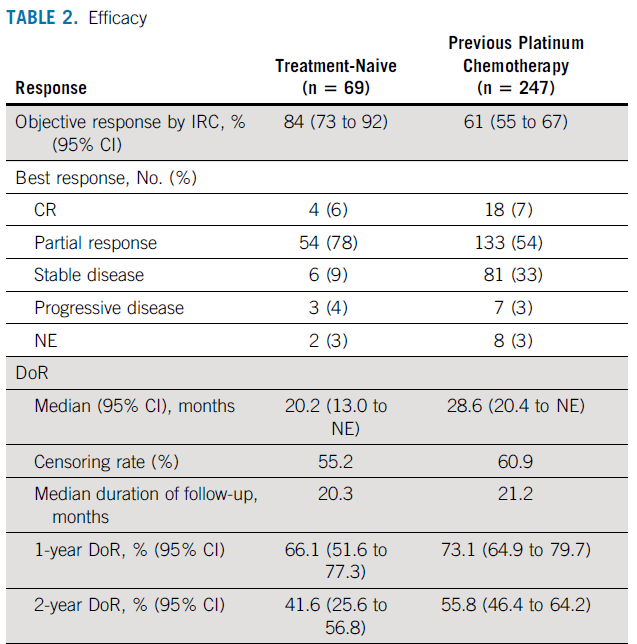 TABLE 2. Efficacy
Response Treatment-Naive (n = 69) Previous Platinum Chemotherapy (n = 247)
Objective response by IRC, % (95% CI) 84 (73 to 92) 61 (55 to 67)
Best response, No. (%)
CR 4 (6) 18 (7)
Partial response 54 (78) 133 (54)
Stable disease 6 (9) 81 (33)
Progressive disease 3 (4) 7 (3)
NE 2 (3) 8 (3)
DoR
Median (95% CI), months 20.2 (13.0 to NE) 28.6 (20.4 to NE)
Censoring rate (%) 55.2 60.9
Median duration of follow-up, months 20.3 21.2
1-year DoR, % (95% CI) 66.1 (51.6 to 77.3) 73.1 (64.9 to 79.7)
2-year DoR, % (95% CI) 41.6 (25.6 to 56.8) 55.8 (46.4 to 64.2)